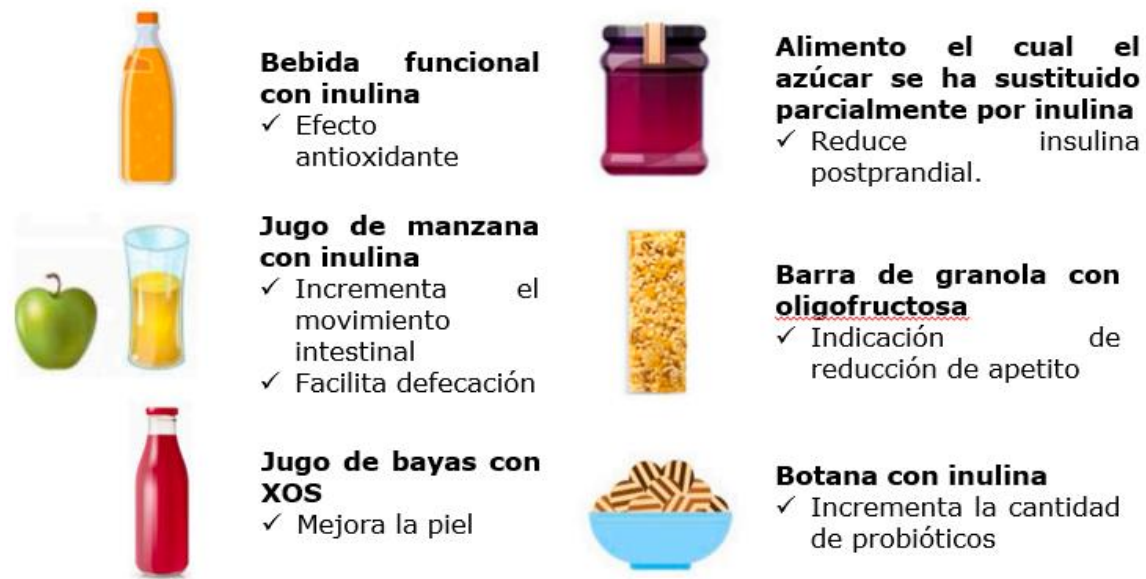 Bebida funcional
con inulina
✓ Efecto
antioxidante
Jugo de manzana
con inulina
✓ Incrementa el
movimiento
intestinal
✓ Facilita defecación
Jugo de bayas con
XOS
✓ Mejora la piel
Alimento el cual el
azúcar se ha sustituido
parcialmente por inulina
✓ Reduce insulina
postprandial.
Barra de granola con
oligofructosa
✓ Indicación de
reducción de apetito
Botana con inulina
✓ Incrementa la cantidad
de probióticos